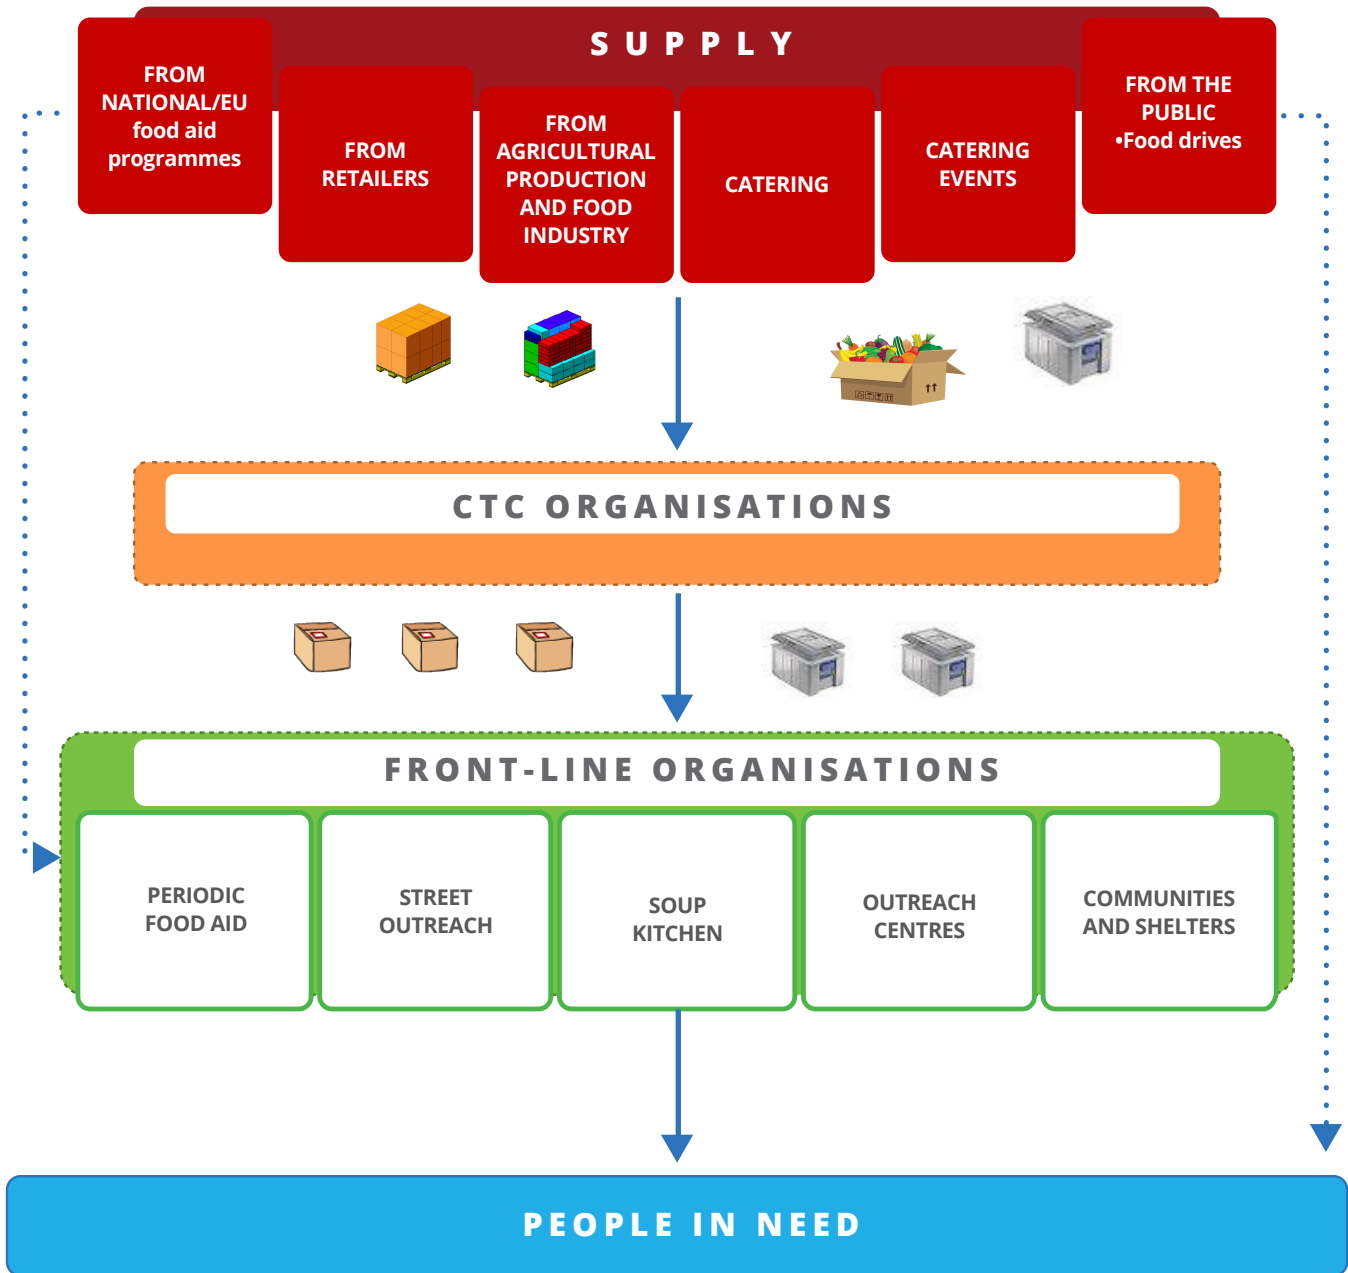 SUPPLY
FROM
NATIONAL/EU
food aid
programmes
FROM
RETAILERS
FROM
AGRICULTURAL
PRODUCTION
AND FOOD
INDUSTRY
CATERING
CATERING
EVENTS
FROM THE
PUBLIC
•Food drives
CTC ORGANISATIONS
FRONT-LINE ORGANISATIONS
PERIODIC
FOOD AID
STREET
OUTREACH
SOUP
KITCHEN
OUTREACH
CENTRES
COMMUNITIES
AND SHELTERS
PEOPLE IN NEED